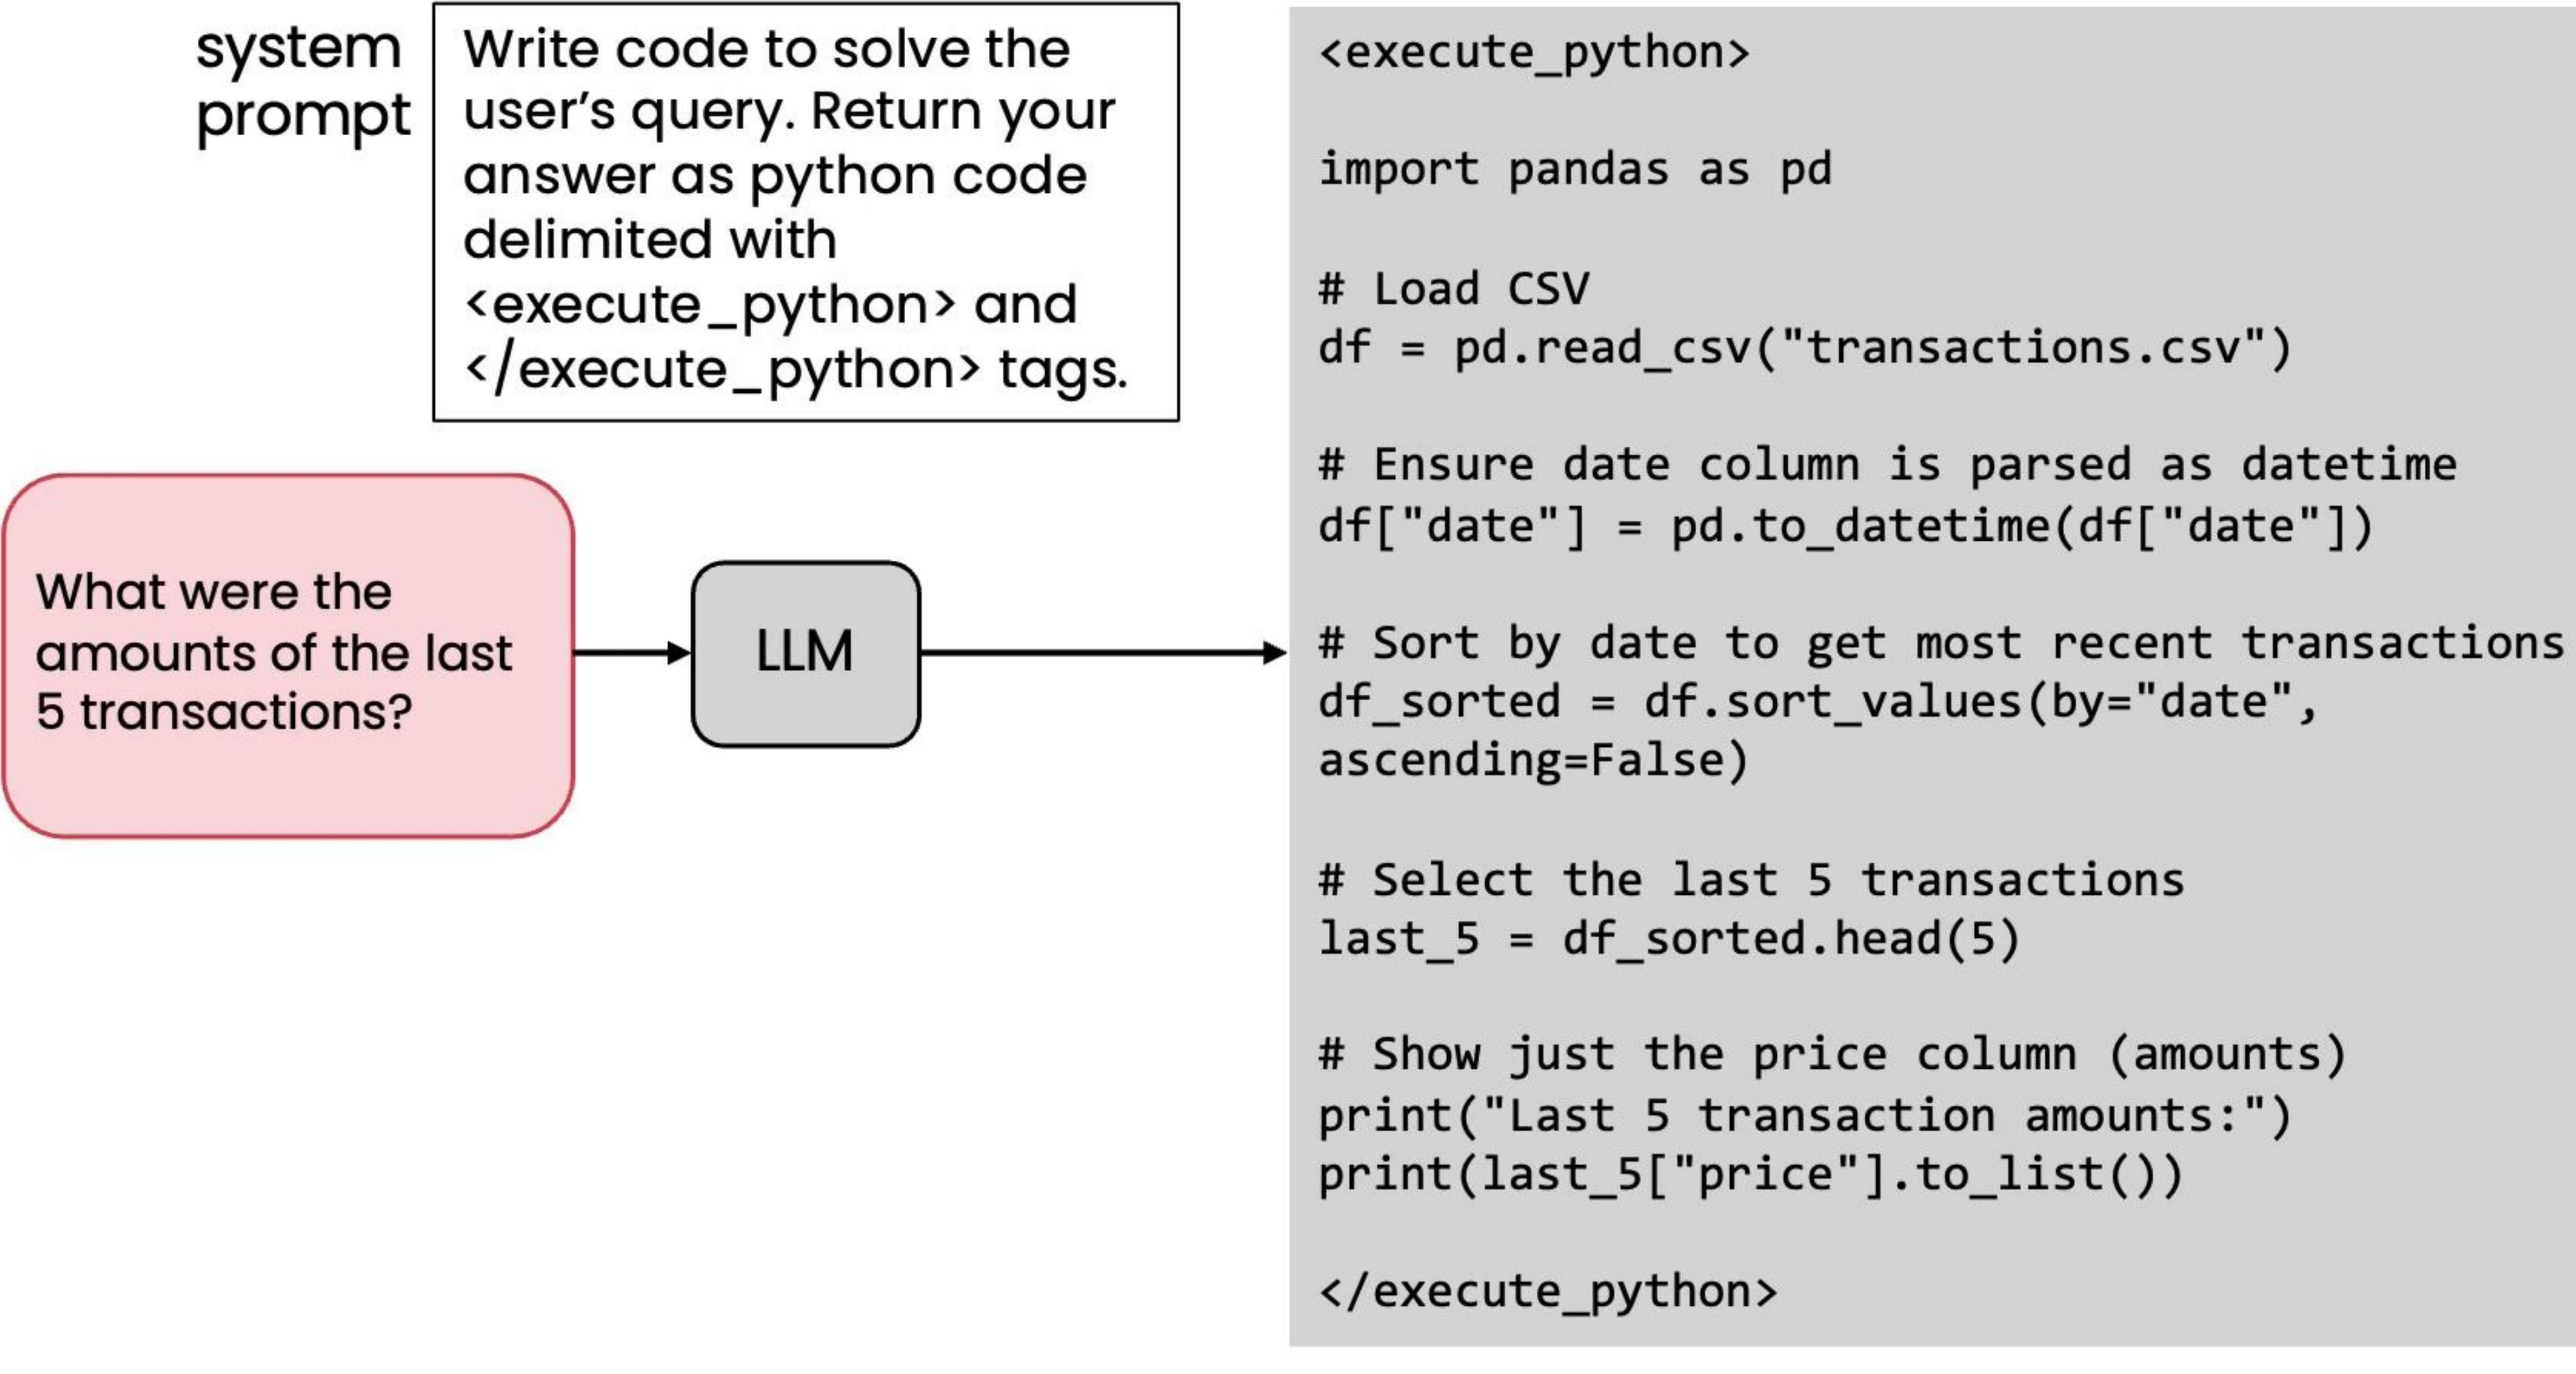 system
prompt
Write code to solve the
user’s query. Return your
answer as python code
delimited with
<execute_python> and
</execute_python> tags.
What were the
amounts of the last
5 transactions?
LLM
<execute_python>
import pandas as pd
# Load CSV
df = pd.read_csv("transactions.csv")
# Ensure date column is parsed as datetime
df["date"] = pd.to_datetime(df["date"])
# Sort by date to get most recent transactions
df_sorted = df.sort_values(by="date",
ascending=False)
# Select the last 5 transactions
last_5 = df_sorted.head(5)
# Show just the price column (amounts)
print("Last 5 transaction amounts:")
print(last_5["price"].to_list())
</execute_python>